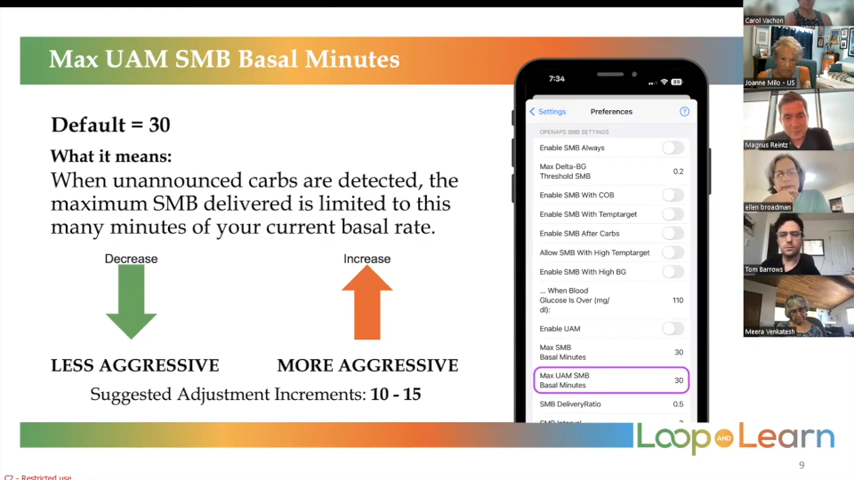 Max UAM SMB Basal Minutes
Default = 30
What it means:
When unannounced carbs are detected, the
maximum SMB delivered is limited to this
many minutes of your current basal rate.
Decrease
Increase
LESS AGGRESSIVE
MORE AGGRESSIVE
Suggested Adjustment Increments: 10 - 15
7:34
Settings
Preferences
?
OPENAPS SMB SETTINGS
Enable SMB Always
Max Delta-BG
Threshold SMB
0.2
Enable SMB With COB
Enable SMB With Temptarget
Enable SMB After Carbs
Allow SMB With High Temptarget
Enable SMB With High BG
... When Blood
Glucose Is Over (mg/
dl):
110
Enable UAM
Max SMB
Basal Minutes
30
Max UAM SMB
Basal Minutes
30
SMB DeliveryRatio
0.5
SMB Interval
Loop AND Learn
9
C2 - Restricted use
Carol Vachon
Joanne Milo - US
Magnus Reintz
ellen broadman
Tom Barrows
Meera Venkatesh